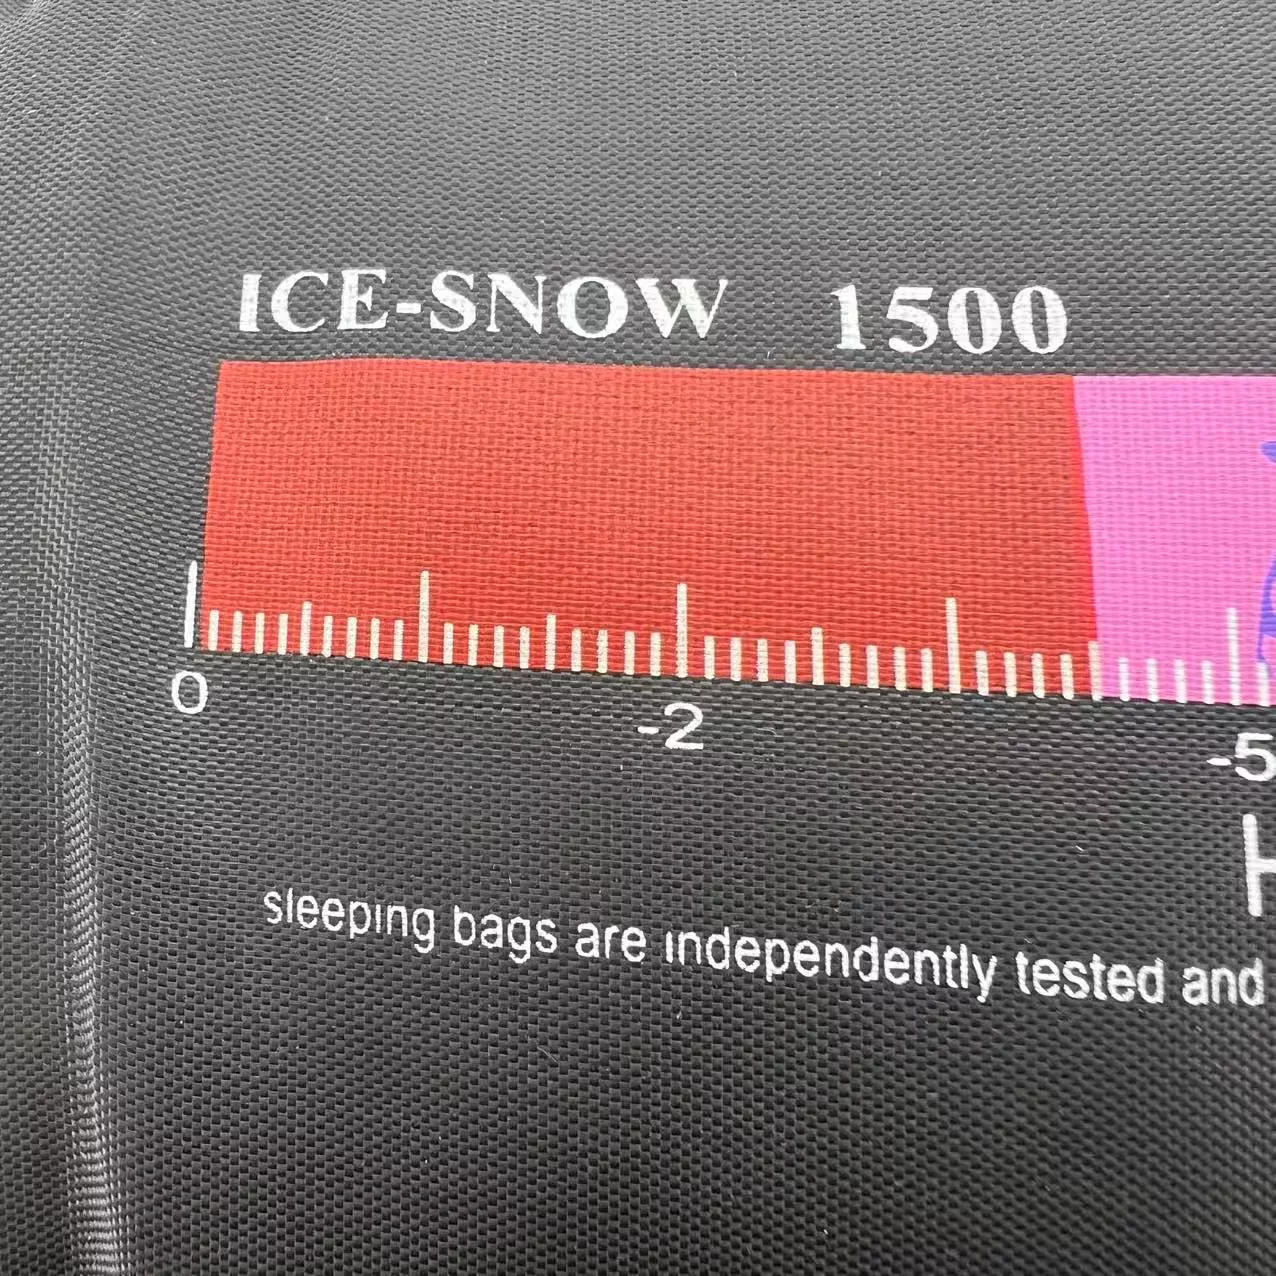 ICE-SNOW 1500
0 -2 -5
H
sleeping bags are independently tested and